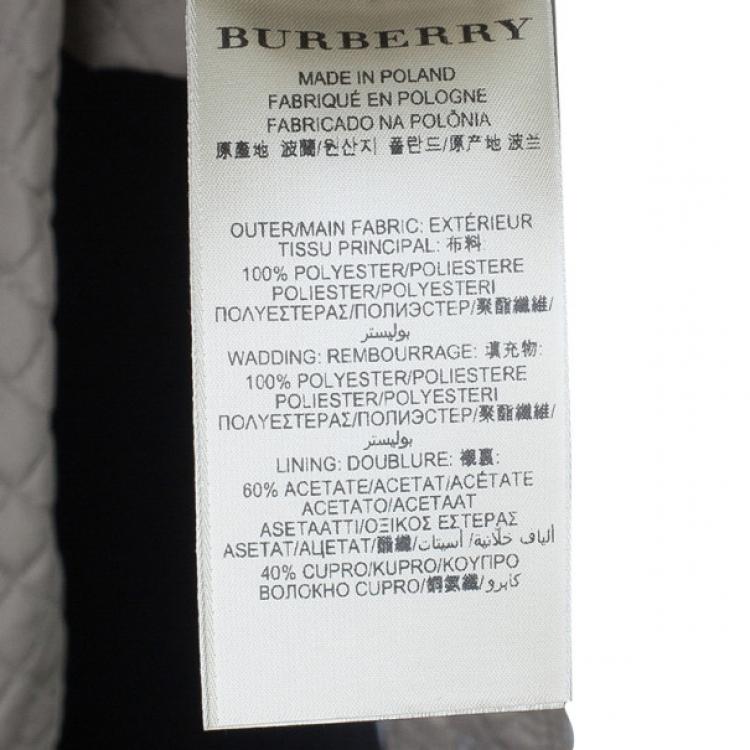 BURBERRY
MADE IN POLAND
FABRIQUÉ EN POLOGNE
FABRICADO NA POLÔNIA
原產地 波蘭/원산지 폴란드/原产地 波兰
OUTER/MAIN FABRIC: EXTÉRIEUR
TISSU PRINCIPAL: 布料:
100% POLYESTER/POLIESTERE
POLIESTER/POLYESTERI
ΠΟΛΥΕΣΤΕΡΑΣ/ПОЛИЭСТЕР/聚酯纖維/
بوليستر
WADDING: REMBOURRAGE: 填充物:
100% POLYESTER/POLIESTERE
POLIESTER/POLYESTERI
ΠΟΛΥΕΣΤΕΡΑΣ/ПОЛИЭСТЕР/聚酯纖維/
بوليستر
LINING: DOUBLURE: 襯裏:
60% ACETATE/ACETAT/ACÉTATE
ACETATO/ACETAAT
ASETAATTI/ΟΞΙΚΟΣ ΕΣΤΕΡΑΣ
ASETAT/АЦЕТАТ/酯纖/ألياف خلانية/ أسيتات/
40% CUPRO/KUPRO/ΚΟΥΠΡΟ
ВОЛОКНО CUPRO/銅氨纖/كابرو